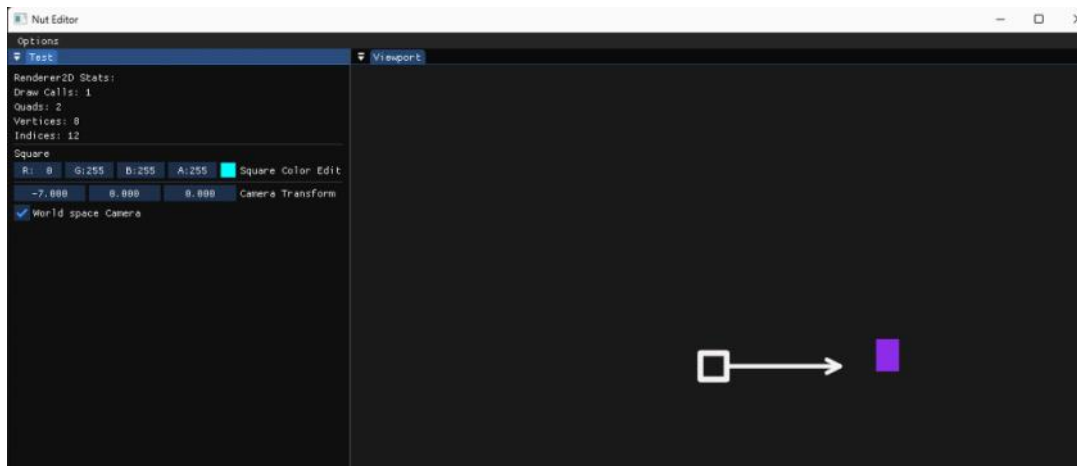 Nut Editor
Options
Test
Viewport
Renderer2D Stats:
Draw Calls: 1
Quads: 2
Vertices: 8
Indices: 12
Square
R: 0 G:255 B:255 A:255 Square Color Edit
-7.000 0.000 0.000 Camera Transform
World space Camera